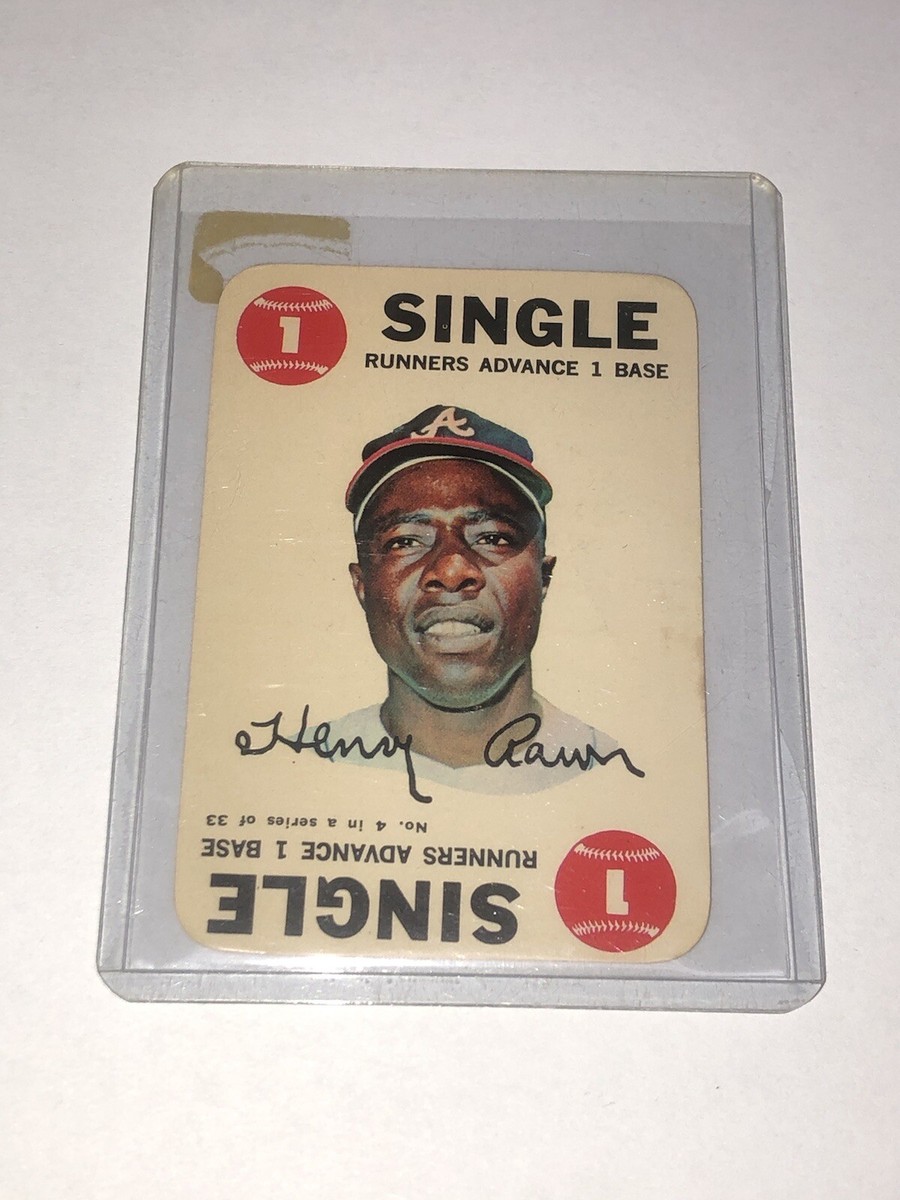 1
SINGLE
RUNNERS ADVANCE 1 BASE
A
Henry Aaron
No. 4 in a series of 33
RUNNERS ADVANCE 1 BASE
SINGLE
1